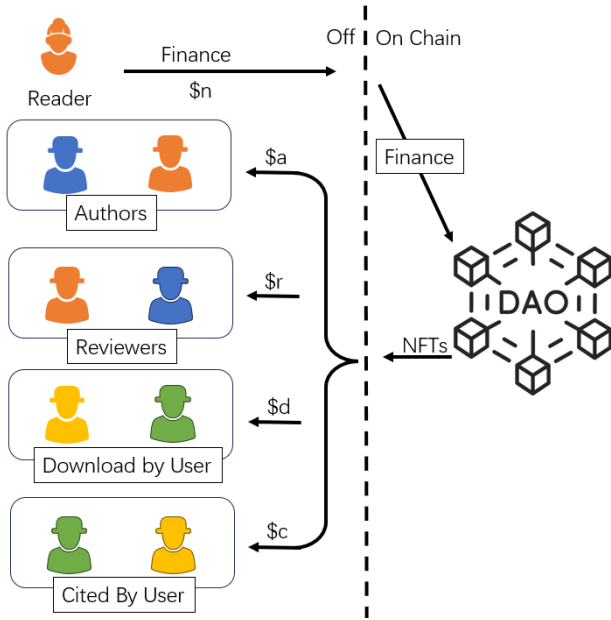 Off
On Chain
Finance
$n
Reader
Finance
$a
Authors
$r
Reviewers
DAO
NFTs
$d
Download by User
$c
Cited By User